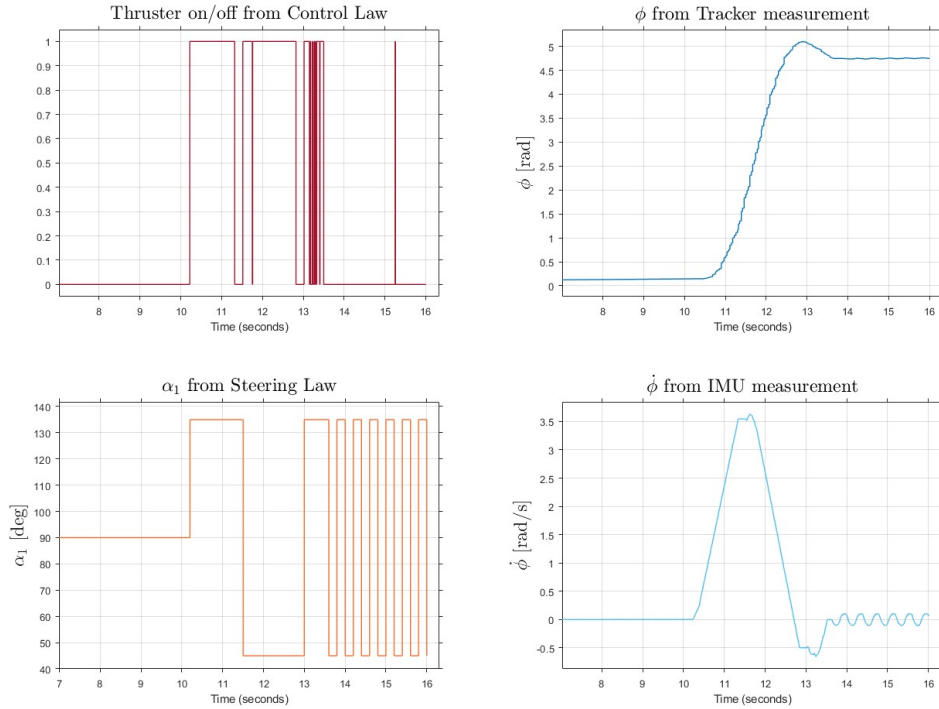 Thruster on/off from Control Law
1
0.9
0.8
0.7
0.6
0.5
0.4
0.3
0.2
0.1
0
8 9 10 11 12 13 14 15 16
Time (seconds)
ϕ from Tracker measurement
ϕ [rad]
5
4.5
4
3.5
3
2.5
2
1.5
1
0.5
0
8 9 10 11 12 13 14 15 16
Time (seconds)
α₁ from Steering Law
α₁ [deg]
140
130
120
110
100
90
80
70
60
50
40
7 8 9 10 11 12 13 14 15 16
Time (seconds)
ϕ̇ from IMU measurement
ϕ̇ [rad/s]
3.5
3
2.5
2
1.5
1
0.5
0
-0.5
8 9 10 11 12 13 14 15 16
Time (seconds)